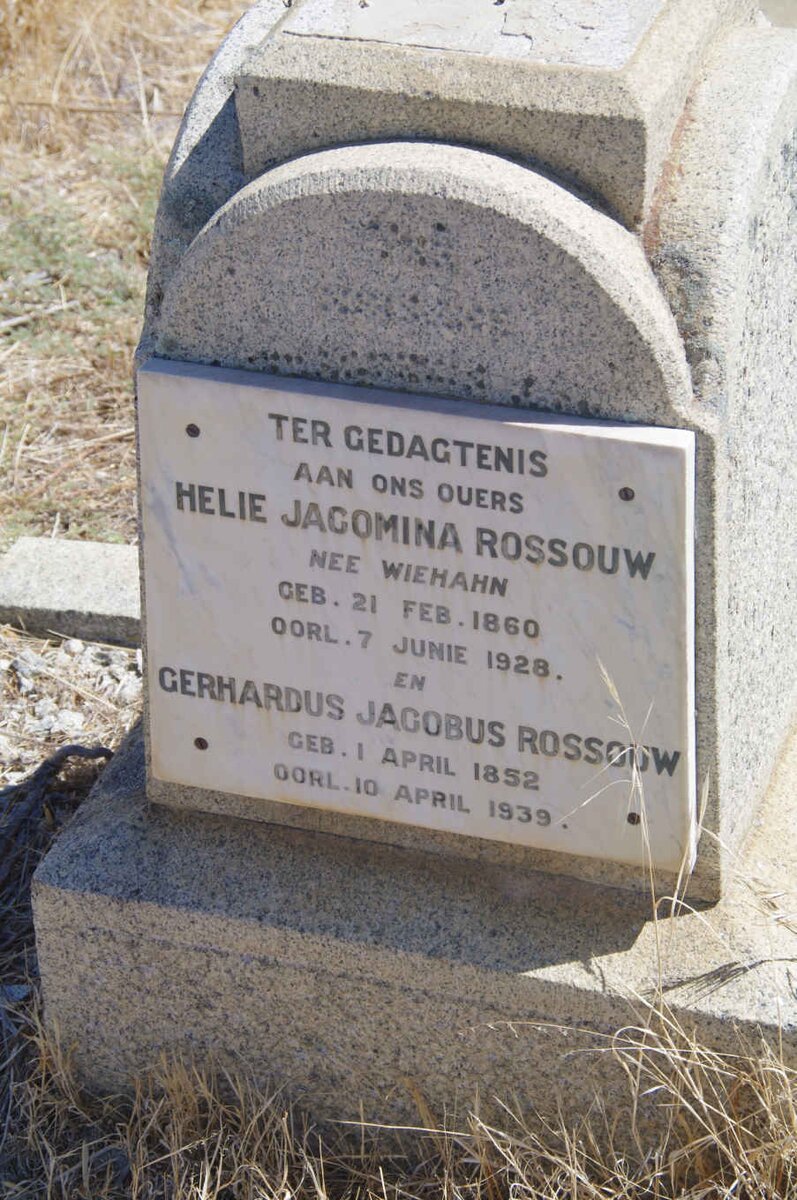 TER GEDAGTENIS
AAN ONS OUERS
HELIE JACOMINA ROSSOUW
NEE WIEHAHN
GEB. 21 FEB. 1860
OORL. 7 JUNIE 1928.
EN
GERHARDUS JACOBUS ROSSOUW
GEB. 1 APRIL 1852
OORL. 10 APRIL 1939.